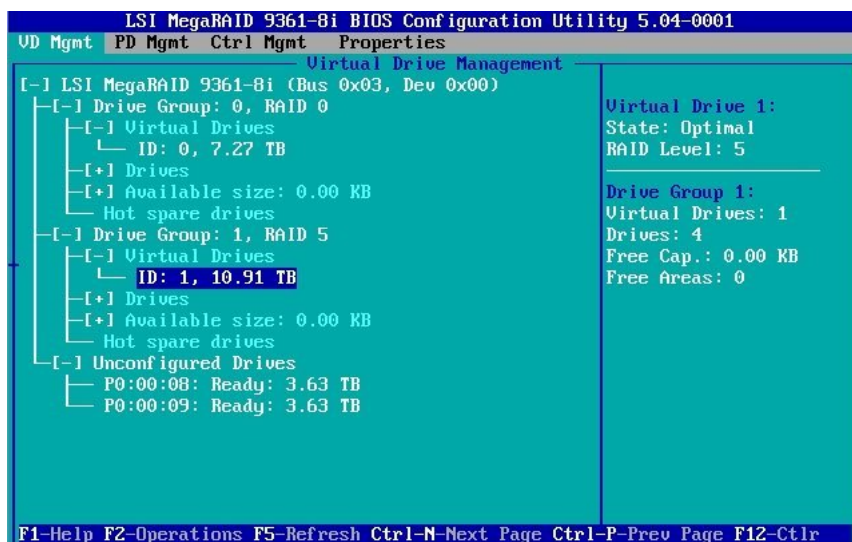 LSI MegaRAID 9361-8i BIOS Configuration Utility 5.04-0001
VD Mgmt PD Mgmt Ctrl Mgmt Properties
Virtual Drive Management
[-] LSI MegaRAID 9361-8i (Bus 0x03, Dev 0x00)
[-] Drive Group: 0, RAID 0
[-] Virtual Drives
ID: 0, 7.27 TB
[+] Drives
[+] Available size: 0.00 KB
Hot spare drives
[-] Drive Group: 1, RAID 5
[-] Virtual Drives
ID: 1, 10.91 TB
[+] Drives
[+] Available size: 0.00 KB
Hot spare drives
[-] Unconfigured Drives
P0:00:08: Ready: 3.63 TB
P0:00:09: Ready: 3.63 TB
Virtual Drive 1:
State: Optimal
RAID Level: 5
Drive Group 1:
Virtual Drives: 1
Drives: 4
Free Cap.: 0.00 KB
Free Areas: 0
F1-Help F2-Operations F5-Refresh Ctrl-N-Next Page Ctrl-P-Prev Page F12-Ctlr